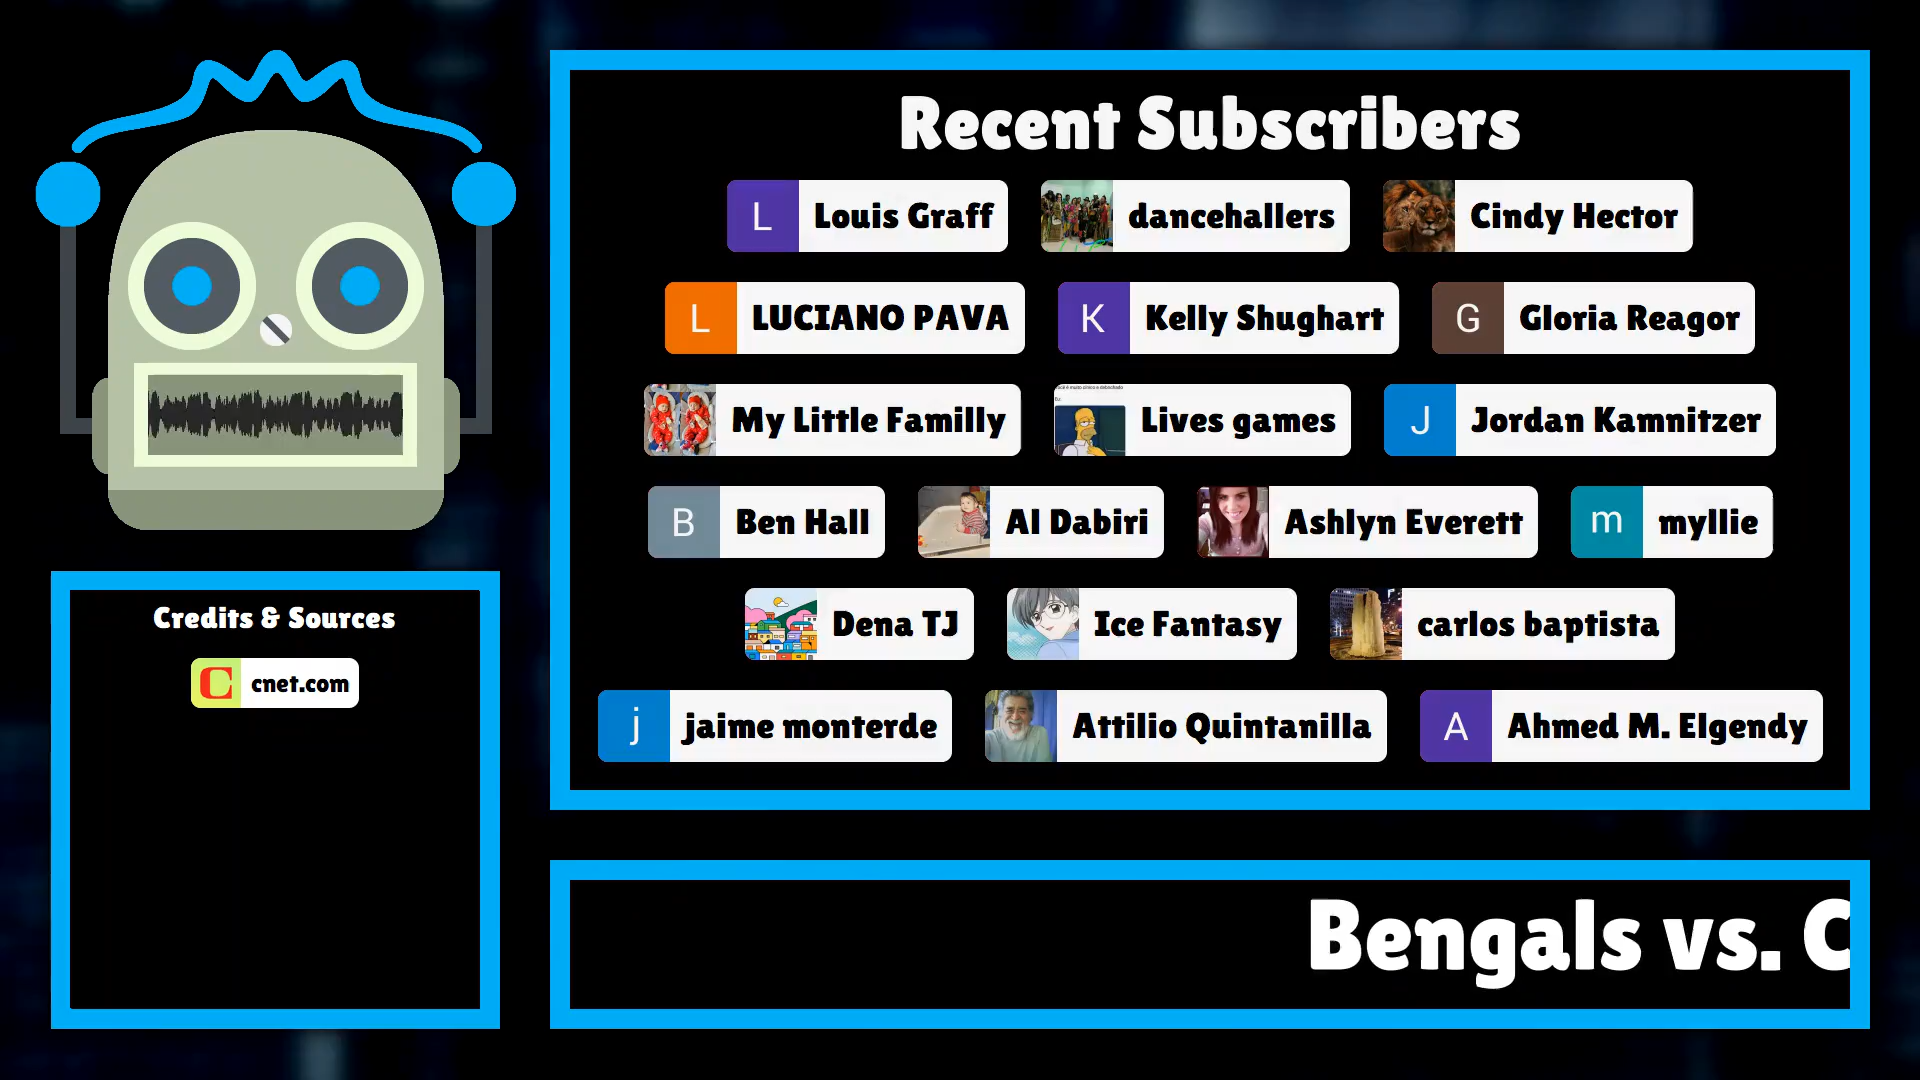 Recent Subscribers
L Louis Graff dancehallers Cindy Hector
L LUCIANO PAVA K Kelly Shughart G Gloria Reagor
My Little Familly Lives games J Jordan Kamnitzer
B Ben Hall Al Dabiri Ashlyn Everett m myllie
Dena TJ Ice Fantasy carlos baptista
j jaime monterde Attilio Quintanilla A Ahmed M. Elgendy
Credits & Sources
C cnet.com
Bengals vs. C